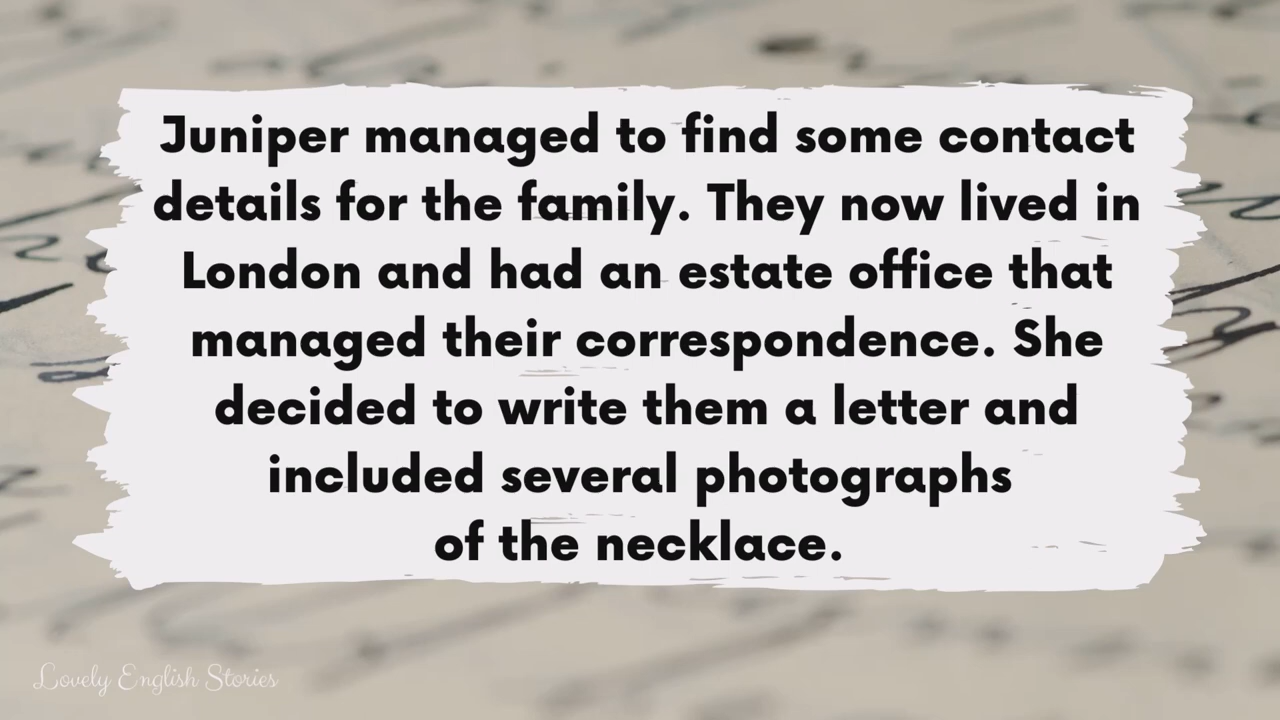 Juniper managed to find some contact
details for the family. They now lived in
London and had an estate office that
managed their correspondence. She
decided to write them a letter and
included several photographs
of the necklace.
Lovely English Stories